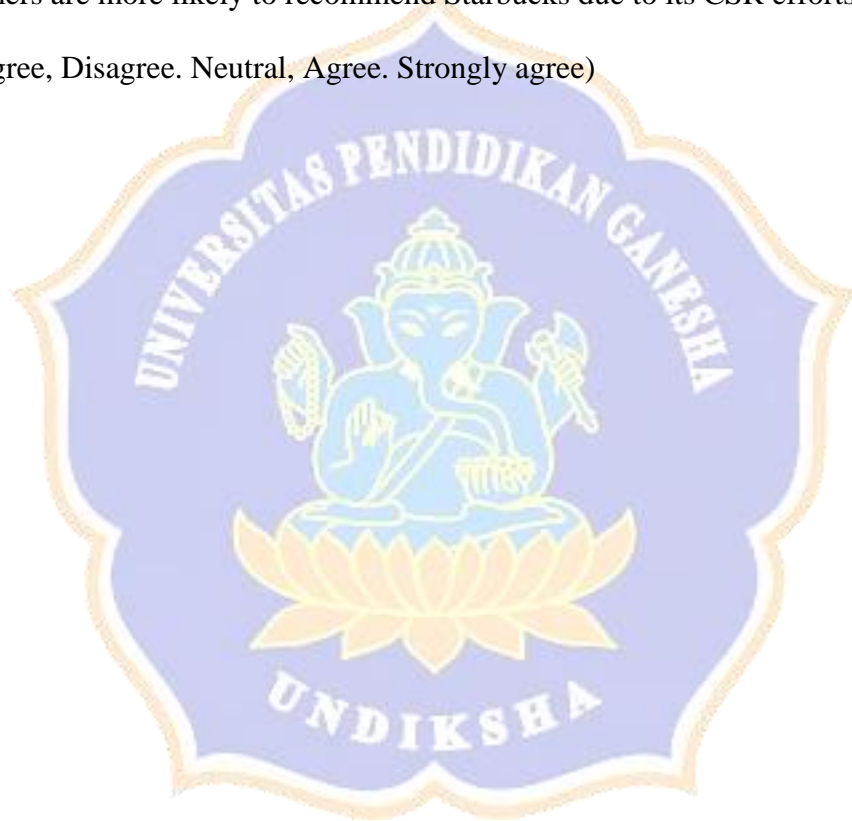 ners are more likely to recommend Starbucks due to its CSR efforts
gree, Disagree. Neutral, Agree. Strongly agree)
UNIVERSITAS PENDIDIKAN GANESHA
UNDIKSHA